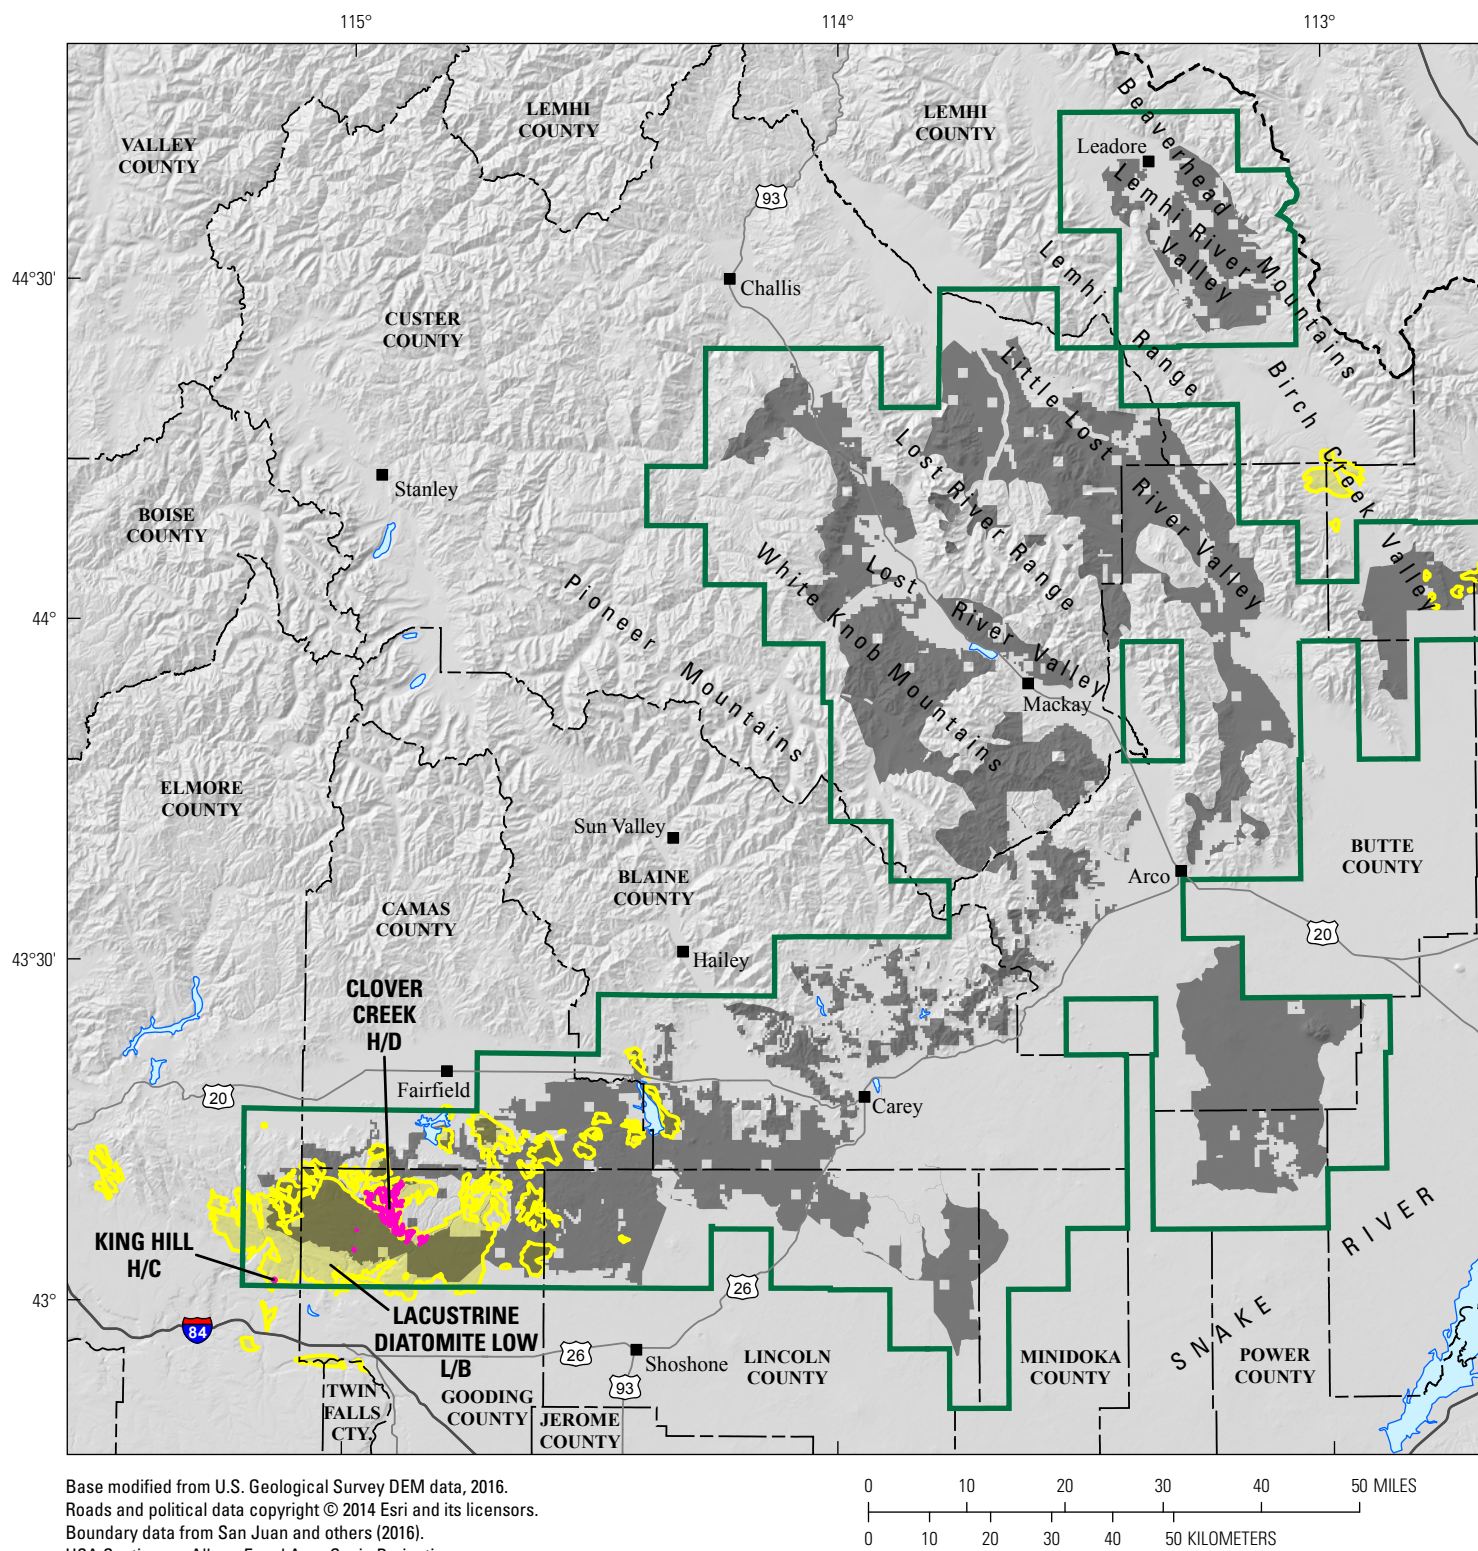 115°
114°
113°
44°30'
44°
43°30'
43°
VALLEY
COUNTY
LEMHI
COUNTY
LEMHI
COUNTY
Beaverhead Mountains
Leadore
Lemhi River
Valley
93
Lemhi Range
Challis
CUSTER
COUNTY
Little Lost
River Valley
Birch Creek Valley
Lost River Range
Stanley
BOISE
COUNTY
White Knob Mountains
Lost River Valley
Pioneer Mountains
Mackay
ELMORE
COUNTY
Sun Valley
BLAINE
COUNTY
BUTTE
COUNTY
Arco
CAMAS
COUNTY
20
Hailey
CLOVER
CREEK
H/D
Fairfield
20
Carey
KING HILL
H/C
SNAKE RIVER
26
LACUSTRINE
DIATOMITE LOW
L/B
84
26
Shoshone
93
LINCOLN
COUNTY
MINIDOKA
COUNTY
POWER
COUNTY
TWIN
FALLS
CTY.
GOODING
COUNTY
JEROME
COUNTY
Base modified from U.S. Geological Survey DEM data, 2016.
Roads and political data copyright © 2014 Esri and its licensors.
Boundary data from San Juan and others (2016).
0 10 20 30 40 50 MILES
0 10 20 30 40 50 KILOMETERS